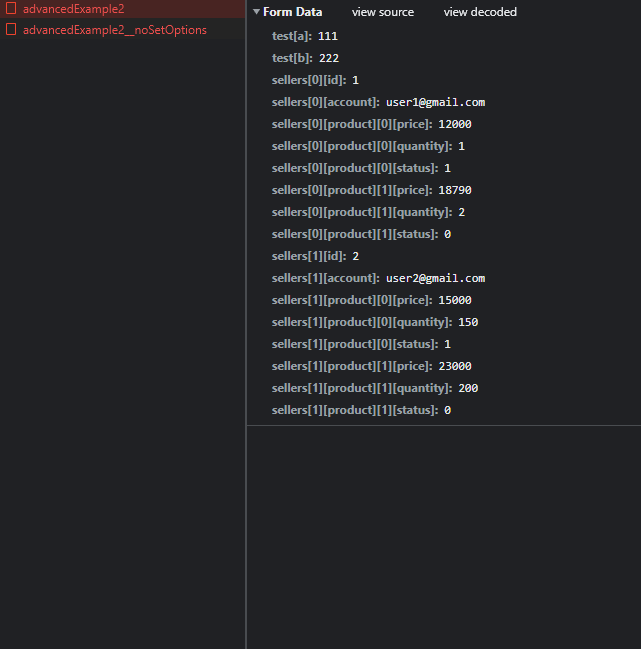 advancedExample2
advancedExample2__noSetOptions
Form Data view source view decoded
test[a]: 111
test[b]: 222
sellers[0][id]: 1
sellers[0][account]: user1@gmail.com
sellers[0][product][0][price]: 12000
sellers[0][product][0][quantity]: 1
sellers[0][product][0][status]: 1
sellers[0][product][1][price]: 18790
sellers[0][product][1][quantity]: 2
sellers[0][product][1][status]: 0
sellers[1][id]: 2
sellers[1][account]: user2@gmail.com
sellers[1][product][0][price]: 15000
sellers[1][product][0][quantity]: 150
sellers[1][product][0][status]: 1
sellers[1][product][1][price]: 23000
sellers[1][product][1][quantity]: 200
sellers[1][product][1][status]: 0